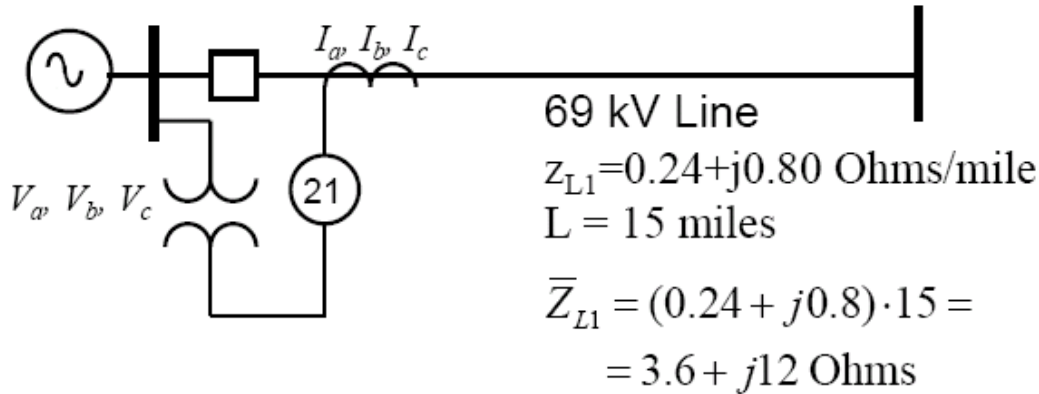 Ia, Ib, Ic
69 kV Line
zL1=0.24+j0.80 Ohms/mile
Va, Vb, Vc
21
L = 15 miles
Z̅L1 = (0.24 + j0.8)·15 =
= 3.6 + j12 Ohms